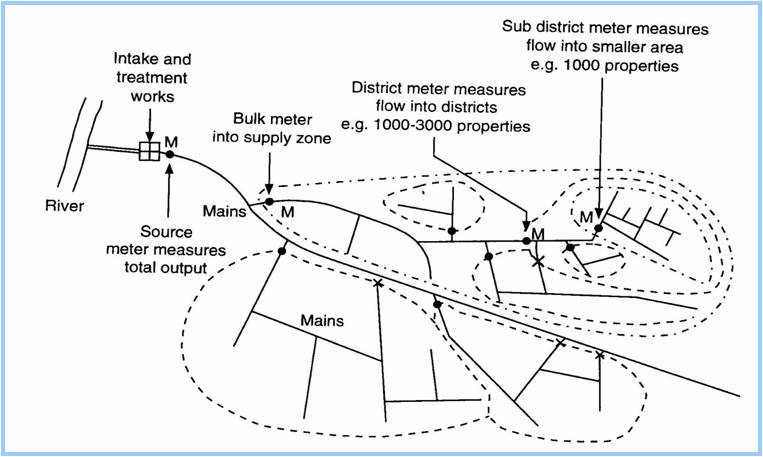 Sub district meter measures
flow into smaller area
e.g. 1000 properties
Intake and
treatment
works
District meter measures
flow into districts
e.g. 1000-3000 properties
Bulk meter
into supply zone
M
River
Mains
M
M
M
Source
meter measures
total output
Mains